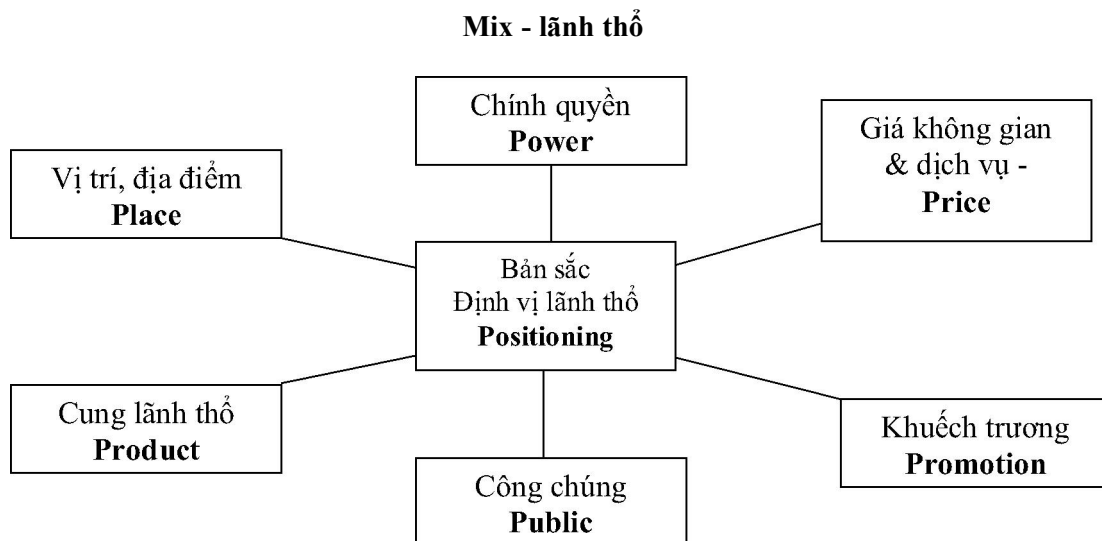 Mix - lãnh thổ
Chính quyền
Power
Giá không gian
& dịch vụ -
Price
Vị trí, địa điểm
Place
Bản sắc
Định vị lãnh thổ
Positioning
Cung lãnh thổ
Product
Khuếch trương
Promotion
Công chúng
Public